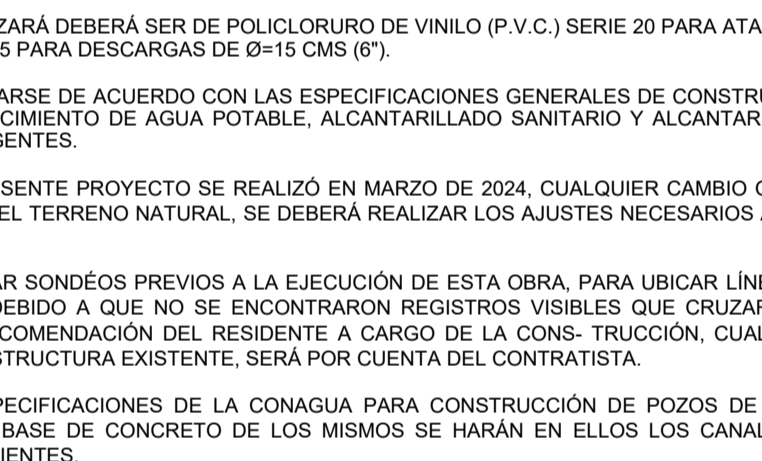 ZARÁ DEBERÁ SER DE POLICLORURO DE VINILO (P.V.C.) SERIE 20 PARA ATA
5 PARA DESCARGAS DE Ø=15 CMS (6").
ARSE DE ACUERDO CON LAS ESPECIFICACIONES GENERALES DE CONSTRU
CIMIENTO DE AGUA POTABLE, ALCANTARILLADO SANITARIO Y ALCANTAR
GENTES.
SENTE PROYECTO SE REALIZÓ EN MARZO DE 2024, CUALQUIER CAMBIO
EL TERRENO NATURAL, SE DEBERÁ REALIZAR LOS AJUSTES NECESARIOS
AR SONDÉOS PREVIOS A LA EJECUCIÓN DE ESTA OBRA, PARA UBICAR LÍNE
DEBIDO A QUE NO SE ENCONTRARON REGISTROS VISIBLES QUE CRUZAR
COMENDACIÓN DEL RESIDENTE A CARGO DE LA CONS- TRUCCIÓN, CUAL
STRUCTURA EXISTENTE, SERÁ POR CUENTA DEL CONTRATISTA.
PECIFICACIONES DE LA CONAGUA PARA CONSTRUCCIÓN DE POZOS DE
BASE DE CONCRETO DE LOS MISMOS SE HARÁN EN ELLOS LOS CANAL
IENTES.